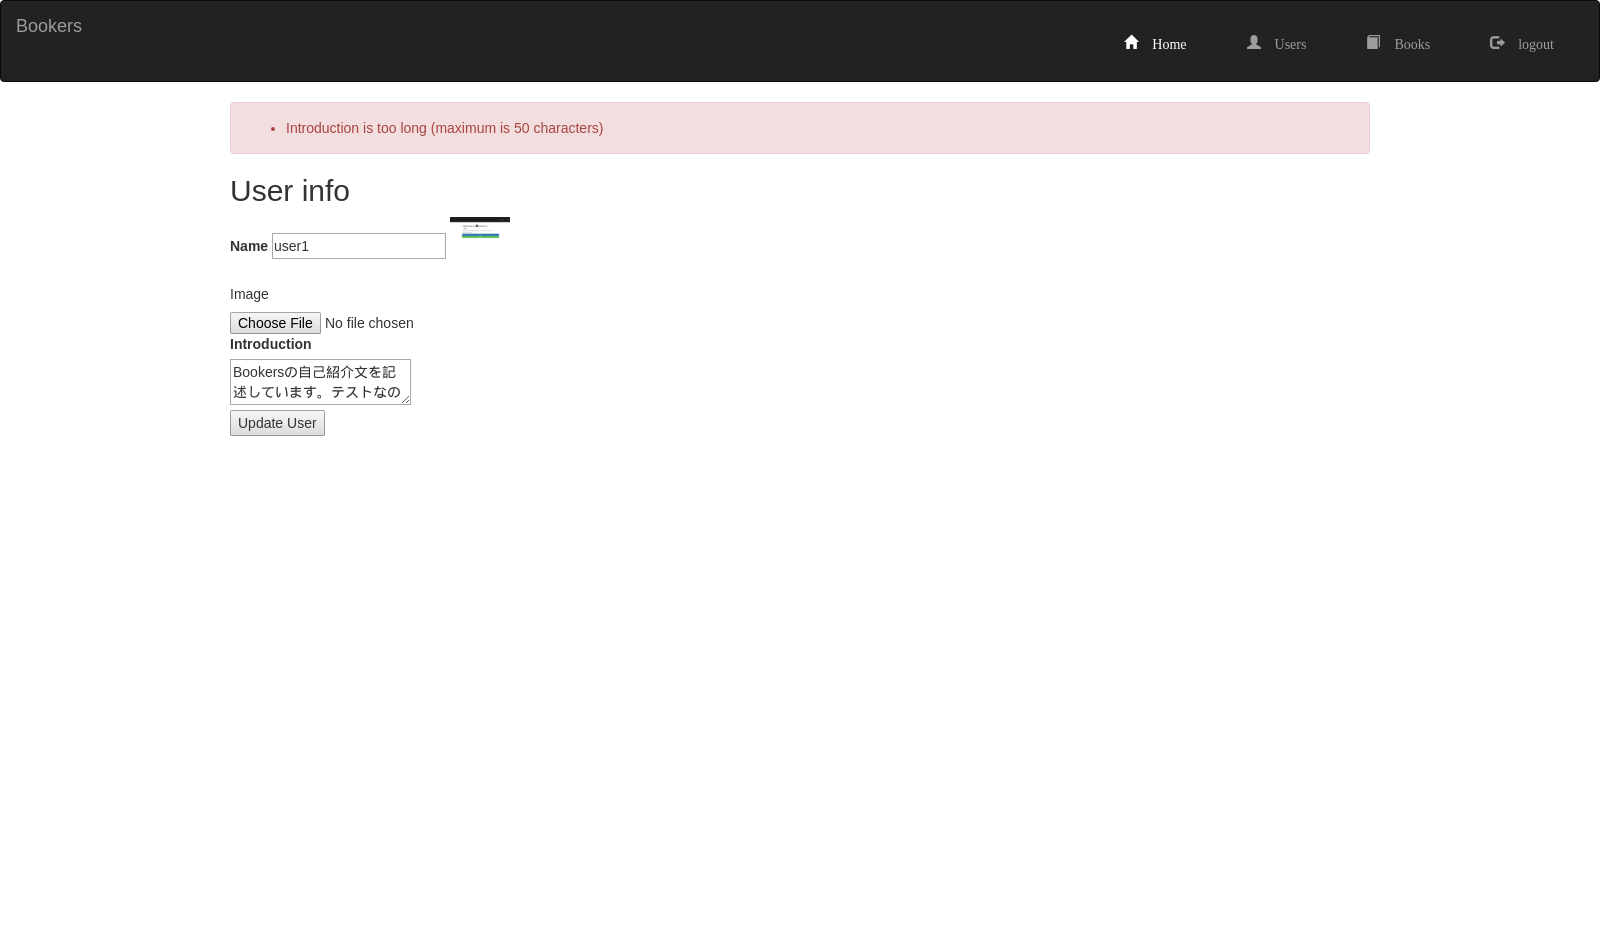 Bookers
Home
Users
Books
logout
Introduction is too long (maximum is 50 characters)
User info
Name user1
Image
Choose File No file chosen
Introduction
Bookersの自己紹介文を記
述しています。テストなの
Update User